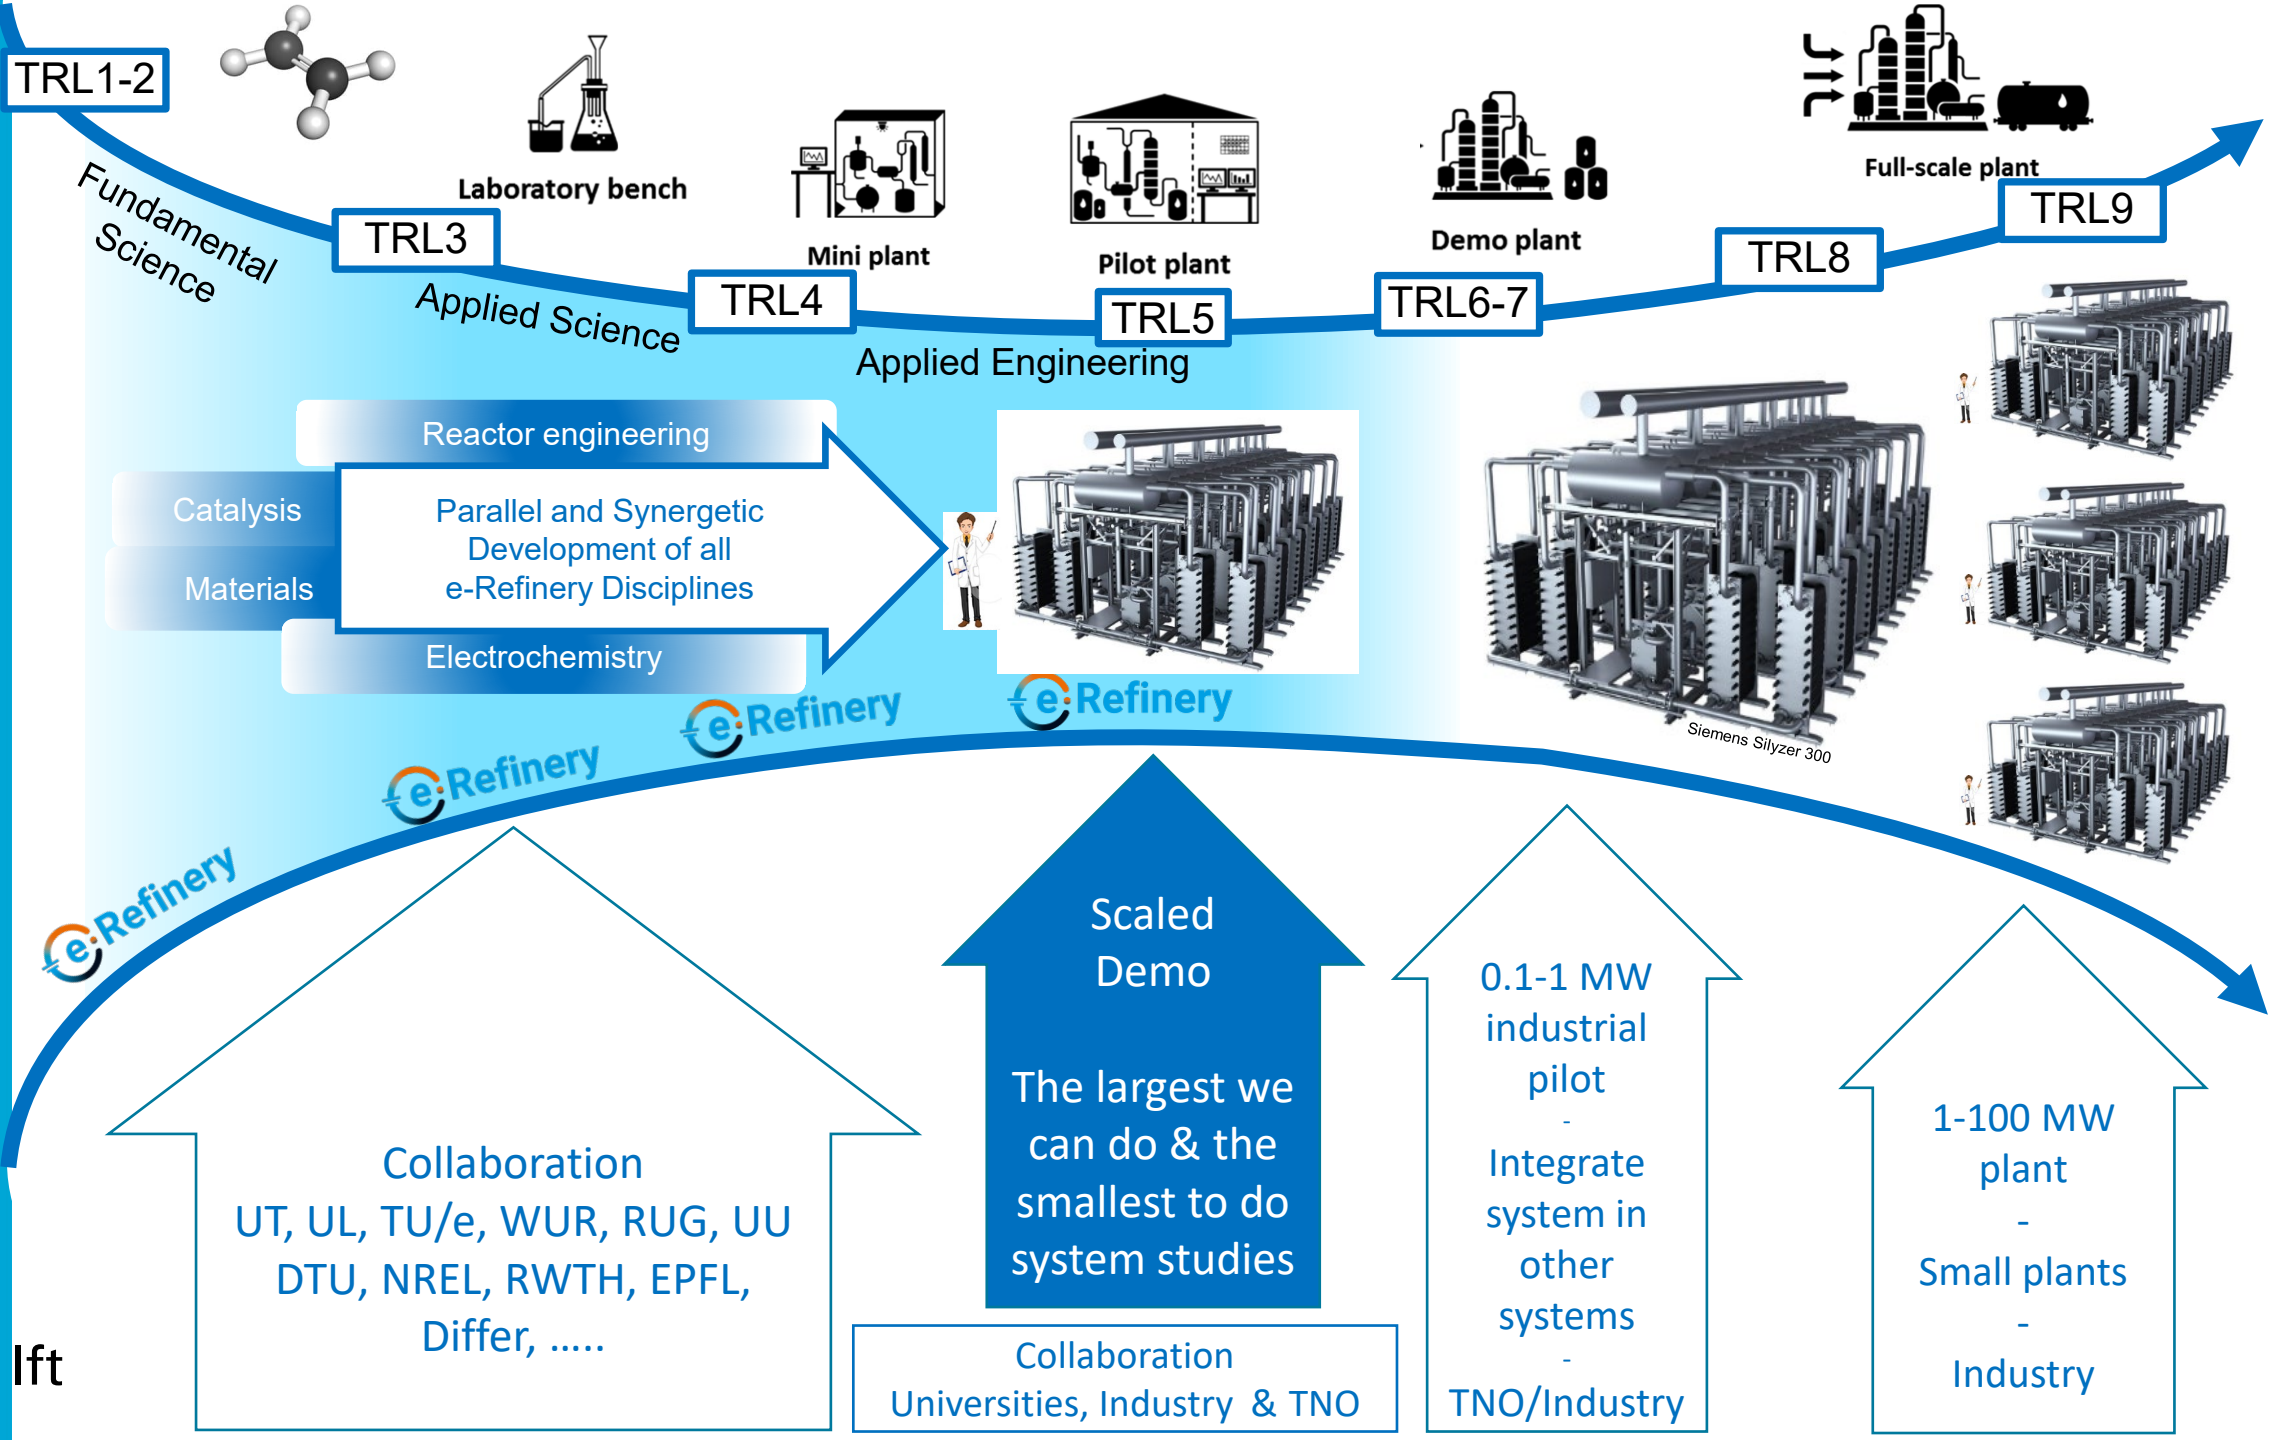 TRL1-2
Laboratory bench
Mini plant
Pilot plant
Demo plant
Full-scale plant
TRL3
TRL4
TRL5
TRL6-7
TRL8
TRL9
Fundamental
Science
Applied Science
Applied Engineering
Reactor engineering
Catalysis
Materials
Electrochemistry
Parallel and Synergetic
Development of all
e-Refinery Disciplines
e-Refinery
e-Refinery
e-Refinery
e-Refinery
Siemens Silyzer 300
Collaboration
UT, UL, TU/e, WUR, RUG, UU
DTU, NREL, RWTH, EPFL,
Differ, .....
Scaled
Demo
The largest we
can do & the
smallest to do
system studies
Collaboration
Universities, Industry & TNO
0.1-1 MW
industrial
pilot
-
Integrate
system in
other
systems
-
TNO/Industry
1-100 MW
plant
-
Small plants
-
Industry
lft